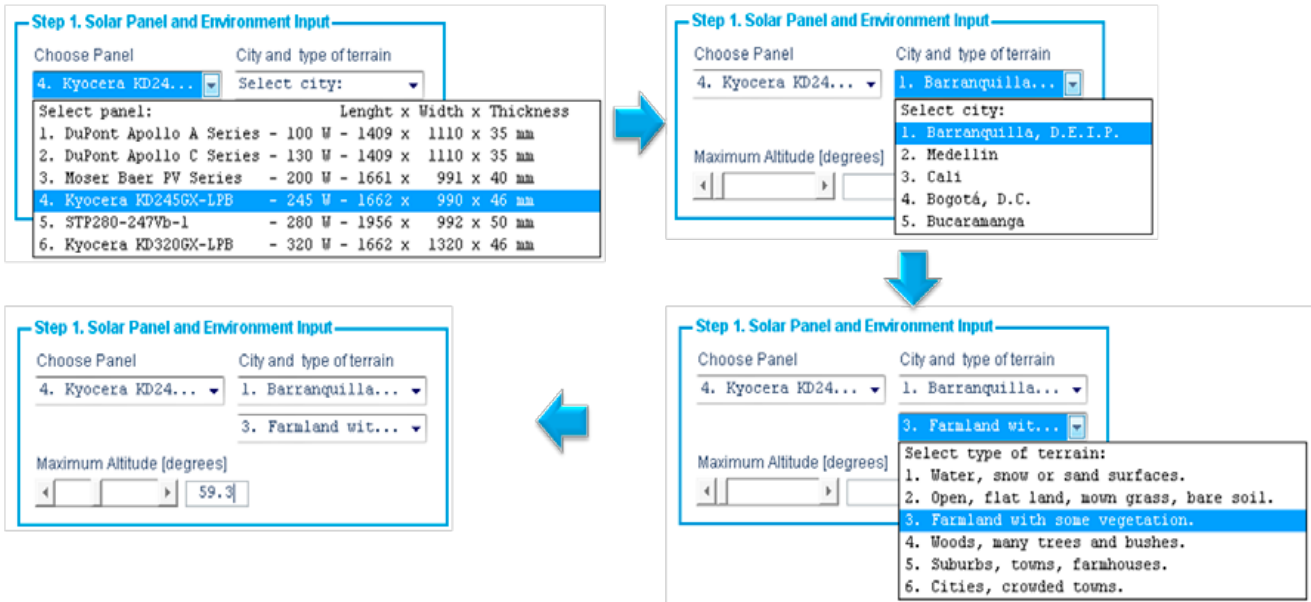 Step 1. Solar Panel and Environment Input
Choose Panel City and type of terrain
4. Kyocera KD24... Select city:
Select panel: Lenght x Width x Thickness
1. DuPont Apollo A Series - 100 W - 1409 x 1110 x 35 mm
2. DuPont Apollo C Series - 130 W - 1409 x 1110 x 35 mm
3. Moser Baer PV Series - 200 W - 1661 x 991 x 40 mm
4. Kyocera KD245GX-LPB - 245 W - 1662 x 990 x 46 mm
5. STP280-247Vb-1 - 280 W - 1956 x 992 x 50 mm
6. Kyocera KD320GX-LPB - 320 W - 1662 x 1320 x 46 mm
Step 1. Solar Panel and Environment Input
Choose Panel City and type of terrain
4. Kyocera KD24... 1. Barranquilla...
Select city:
1. Barranquilla, D.E.I.P.
2. Medellin
Maximum Altitude [degrees]
3. Cali
4. Bogotá, D.C.
5. Bucaramanga
Step 1. Solar Panel and Environment Input
Choose Panel City and type of terrain
4. Kyocera KD24... 1. Barranquilla...
3. Farmland wit...
Select type of terrain:
Maximum Altitude [degrees]
1. Water, snow or sand surfaces.
2. Open, flat land, mown grass, bare soil.
3. Farmland with some vegetation.
4. Woods, many trees and bushes.
5. Suburbs, towns, farmhouses.
6. Cities, crowded towns.
Step 1. Solar Panel and Environment Input
Choose Panel City and type of terrain
4. Kyocera KD24... 1. Barranquilla...
3. Farmland wit...
Maximum Altitude [degrees]
59.3